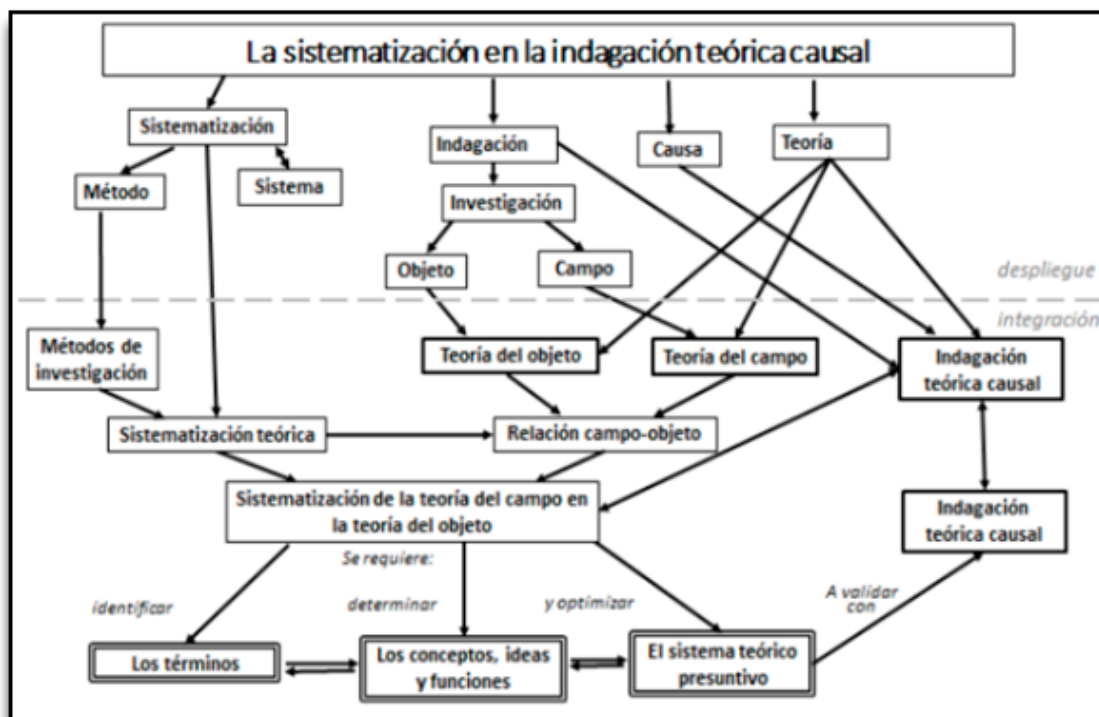 La sistematización en la indagación teórica causal
Sistematización
Indagación
Causa
Teoría
Método
Sistema
Investigación
Objeto
Campo
despliegue
integración
Métodos de
investigación
Teoría del objeto
Teoría del campo
Indagación
teórica causal
Sistematización teórica
Relación campo-objeto
Sistematización de la teoría del campo en
la teoría del objeto
Indagación
teórica causal
Se requiere:
identificar
determinar
y optimizar
A validar
con
Los términos
Los conceptos, ideas
y funciones
El sistema teórico
presuntivo